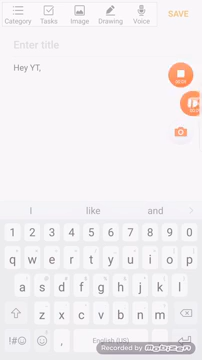 Category Tasks Image Drawing Voice SAVE
Enter title
Hey YT,
I like and
1 2 3 4 5 6 7 8 9 0
q w e r t y u i o p
a s d f g h j k l
z x c v b n m
!#☺ , English (US) .
Recorded by